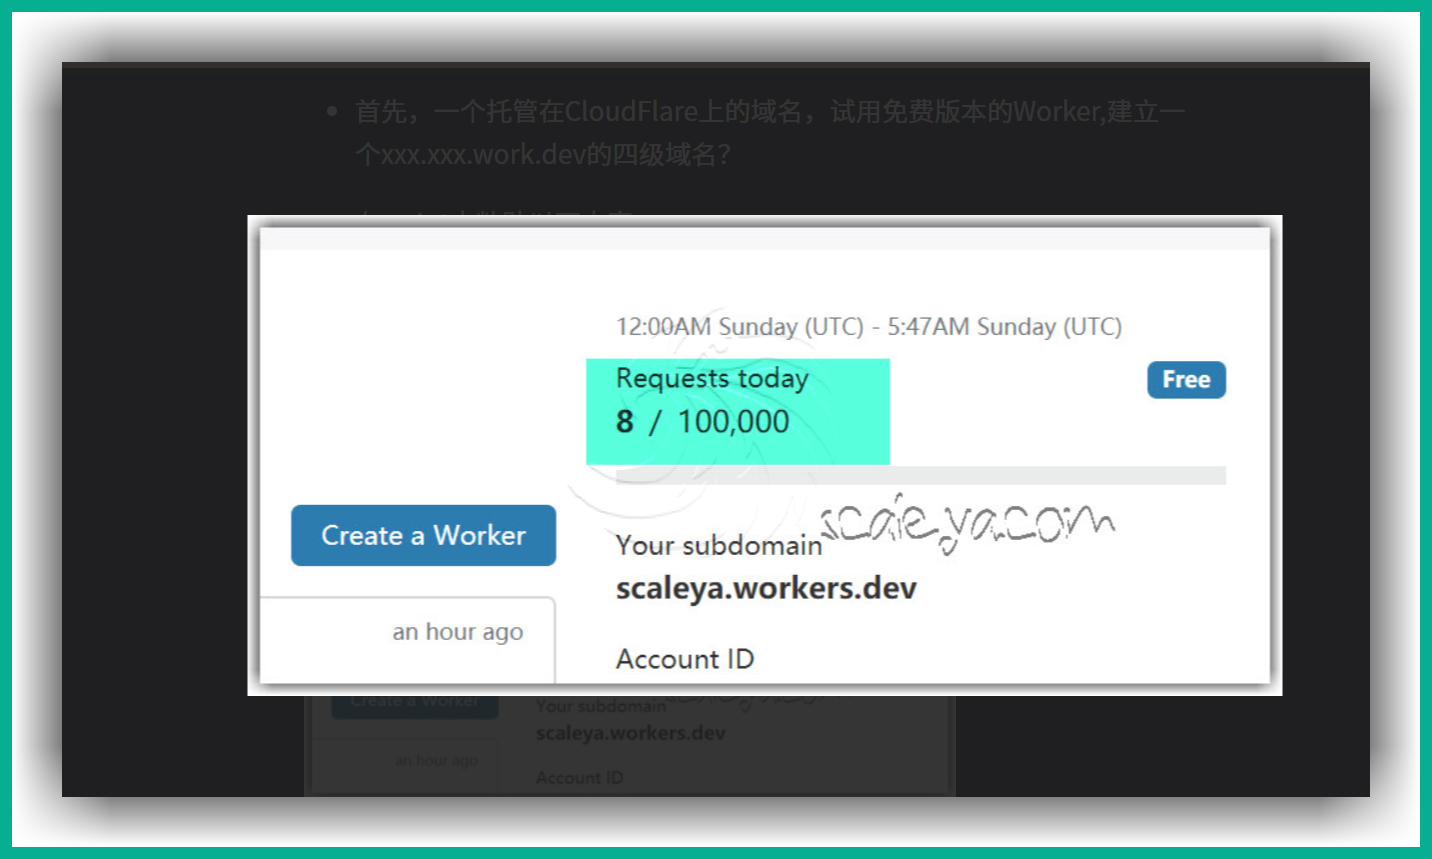 首先，一个托管在CloudFlare上的域名，试用免费版本的Worker,建立一
个xxx.xxx.work.dev的四级域名？
12:00AM Sunday (UTC) - 5:47AM Sunday (UTC)
Requests today
Free
8 / 100,000
scaleya.com
Create a Worker
Your subdomain
scaleya.workers.dev
an hour ago
Account ID
Create a Worker
Your subdomain
scaleya.workers.dev
an hour ago
Account ID